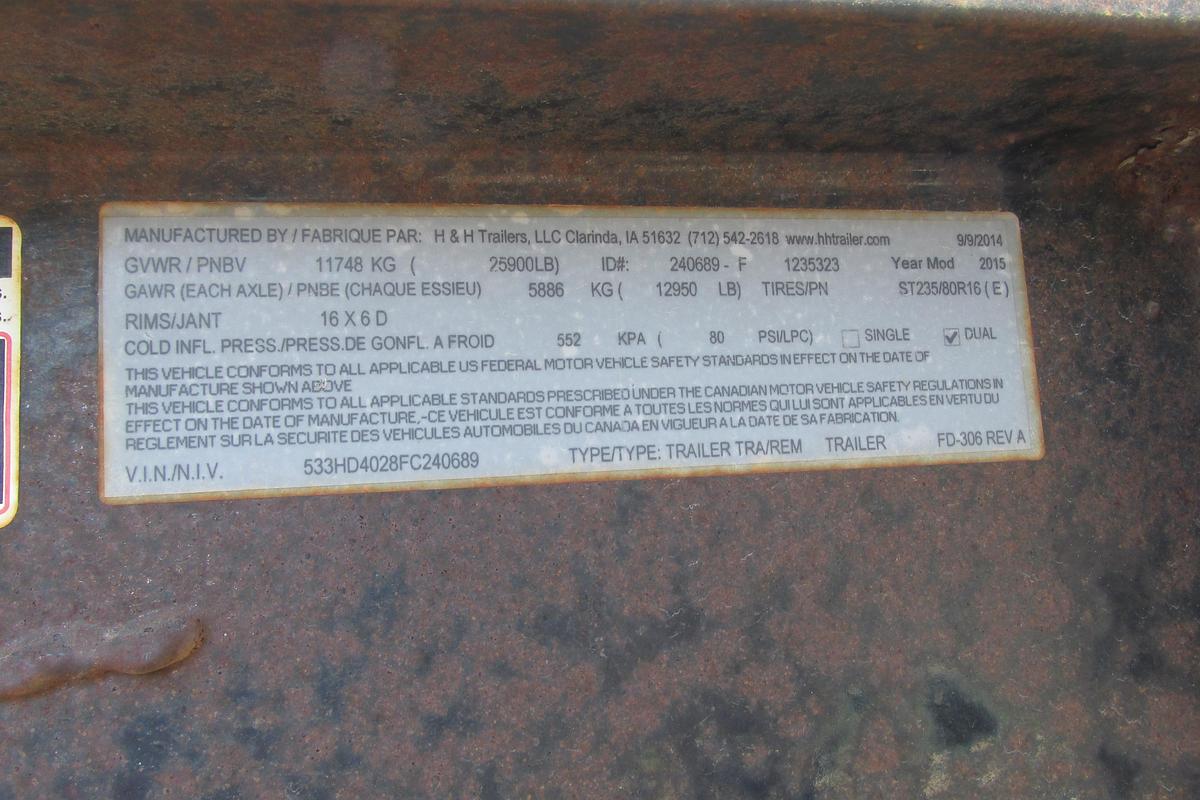 MANUFACTURED BY / FABRIQUE PAR: H & H Trailers, LLC Clarinda, IA 51632 (712) 542-2618 www.hhtrailer.com 9/9/2014
GVWR / PNBV 11748 KG ( 25900LB) ID#: 240689 - F 1235323 Year Mod 2015
GAWR (EACH AXLE) / PNBE (CHAQUE ESSIEU) 5886 KG ( 12950 LB) TIRES/PN ST235/80R16 ( E )
RIMS/JANT 16 X 6 D
COLD INFL. PRESS./PRESS.DE GONFL. A FROID 552 KPA ( 80 PSI/LPC) SINGLE DUAL
THIS VEHICLE CONFORMS TO ALL APPLICABLE US FEDERAL MOTOR VEHICLE SAFETY STANDARDS IN EFFECT ON THE DATE OF
MANUFACTURE SHOWN ABOVE
THIS VEHICLE CONFORMS TO ALL APPLICABLE STANDARDS PRESCRIBED UNDER THE CANADIAN MOTOR VEHICLE SAFETY REGULATIONS IN
EFFECT ON THE DATE OF MANUFACTURE,-CE VEHICULE EST CONFORME A TOUTES LES NORMES QUI LUI SONT APPLICABLES EN VERTU DU
REGLEMENT SUR LA SECURITE DES VEHICULES AUTOMOBILES DU CANADA EN VIGUEUR A LA DATE DE SA FABRICATION.
V.I.N./N.I.V. 533HD4028FC240689 TYPE/TYPE: TRAILER TRA/REM TRAILER FD-306 REV A